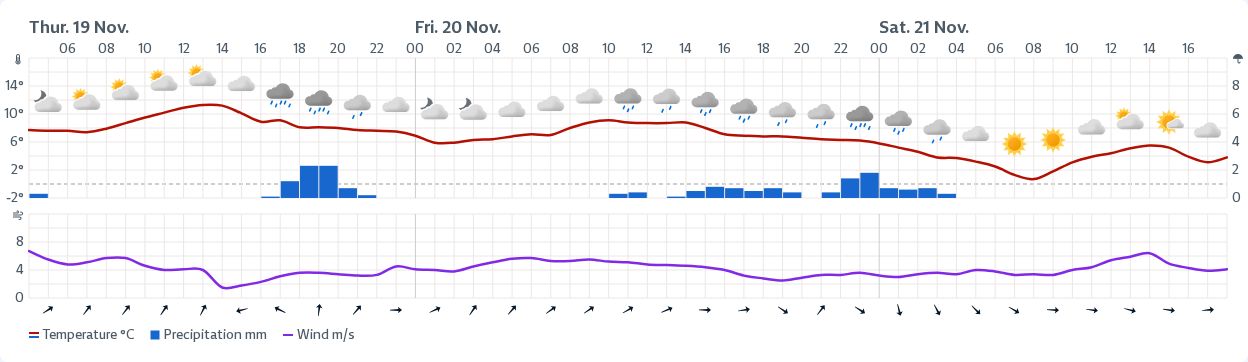 Thur. 19 Nov. Fri. 20 Nov. Sat. 21 Nov.
06 08 10 12 14 16 18 20 22 00 02 04 06 08 10 12 14 16 18 20 22 00 02 04 06 08 10 12 14 16
14° 8
10° 6
6° 4
2° 2
-2° 0
m/s
8
4
0
Temperature °C Precipitation mm Wind m/s